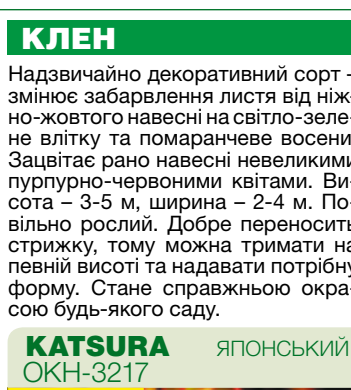 КЛЕН
Надзвичайно декоративний сорт -
змінює забарвлення листя від ніж-
но-жовтого навесні на світло-зеле-
не влітку та помаранчеве восени.
Зацвітає рано навесні невеликими
пурпурно-червоними квітами. Ви-
сота – 3-5 м, ширина – 2-4 м. По-
вільно рослий. Добре переносить
стрижку, тому можна тримати на
певній висоті та надавати потрібну
форму. Стане справжньою окра-
сою будь-якого саду.
KATSURA ЯПОНСЬКИЙ
ОКН-3217